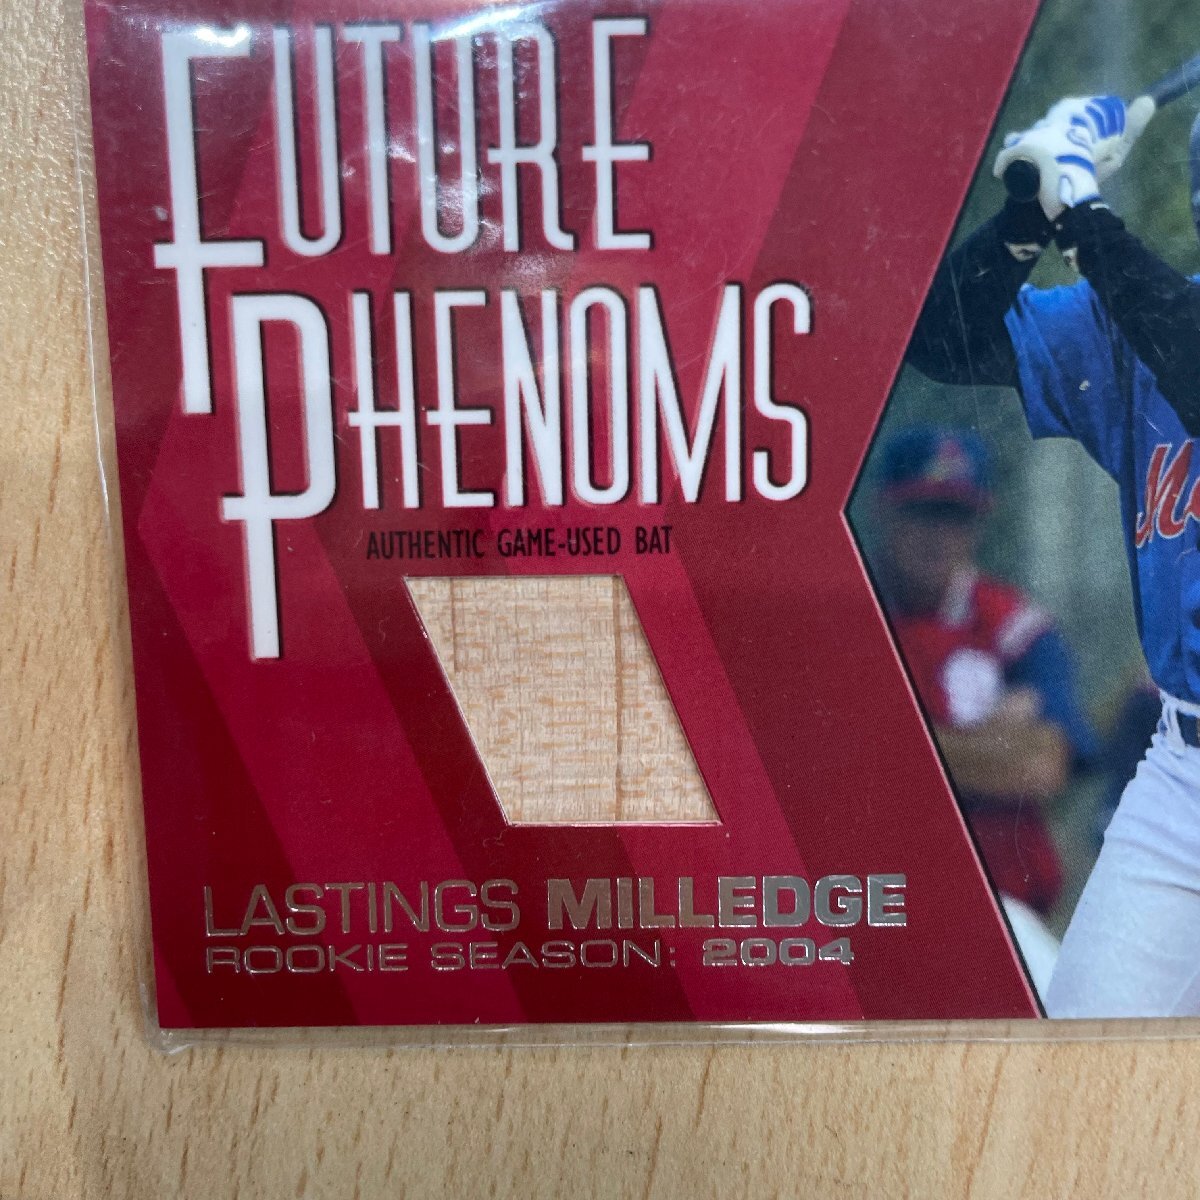 FUTURE
PHENOMS
AUTHENTIC GAME-USED BAT
LASTINGS MILLEDGE
ROOKIE SEASON: 2004